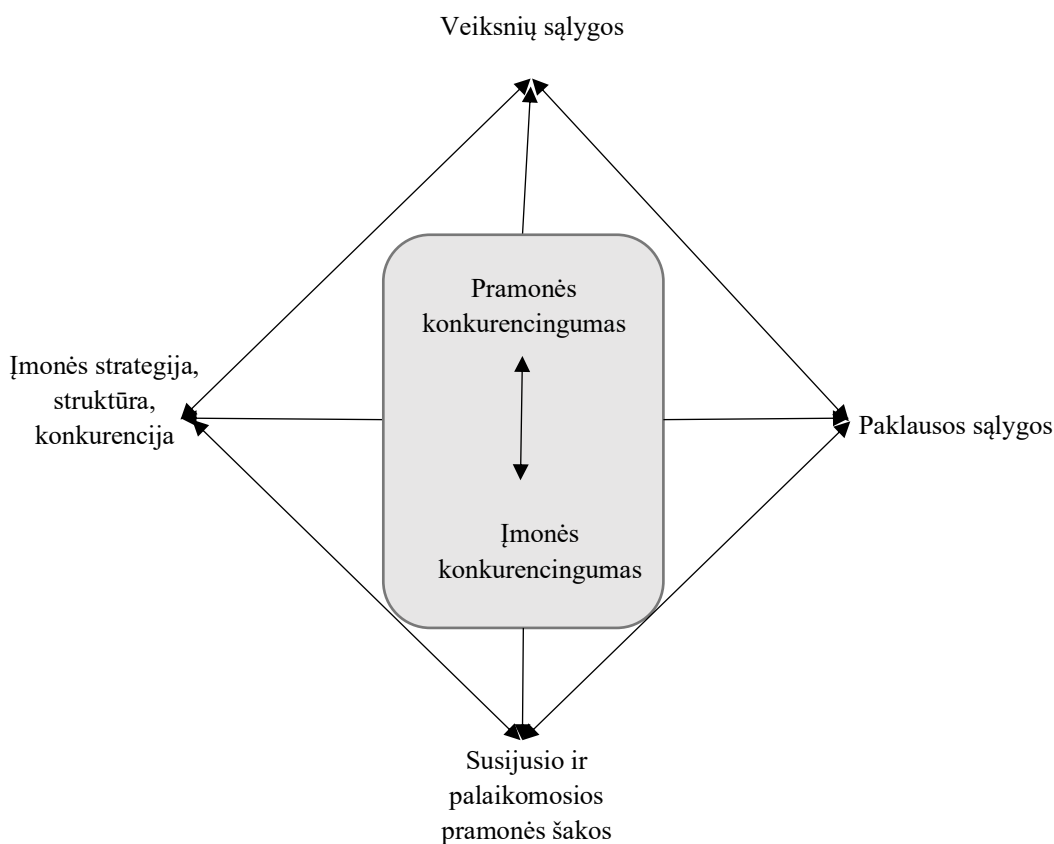 Veiksnių sąlygos
Pramonės
konkurencingumas
Įmonės strategija,
struktūra,
konkurencija
Paklausos sąlygos
Įmonės
konkurencingumas
Susijusio ir
palaikomosios
pramonės šakos